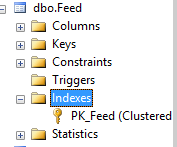 dbo.Feed
Columns
Keys
Constraints
Triggers
Indexes
PK_Feed (Clustered
Statistics